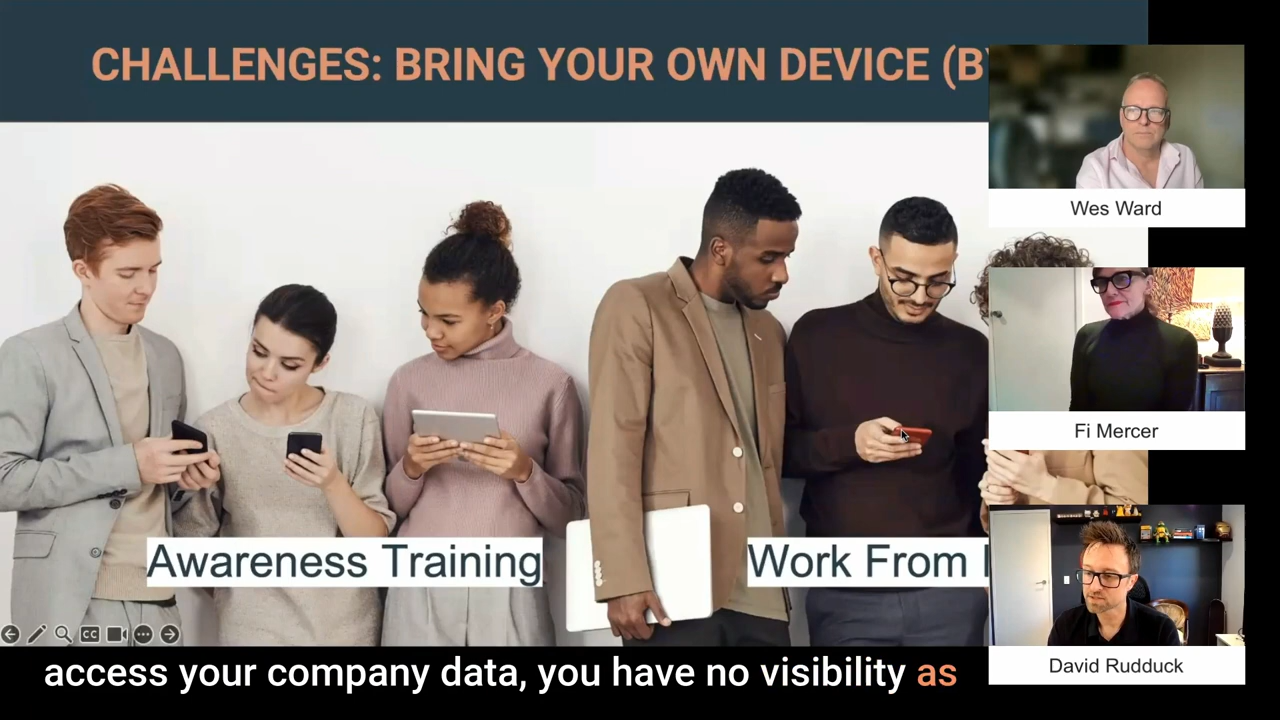 CHALLENGES: BRING YOUR OWN DEVICE (B
Wes Ward
Fi Mercer
Awareness Training
Work From
CC
David Rudduck
access your company data, you have no visibility as